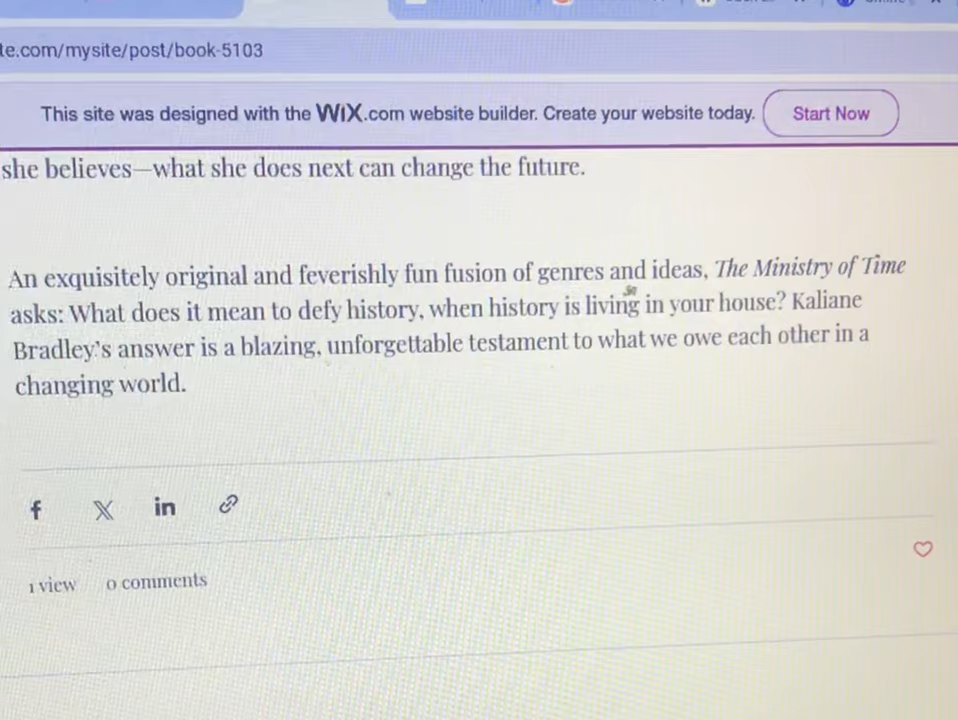 te.com/mysite/post/book-5103
This site was designed with the WiX.com website builder. Create your website today. Start Now
she believes—what she does next can change the future.
An exquisitely original and feverishly fun fusion of genres and ideas, The Ministry of Time
asks: What does it mean to defy history, when history is living in your house? Kaliane
Bradley's answer is a blazing, unforgettable testament to what we owe each other in a
changing world.
f X in
1 view 0 comments